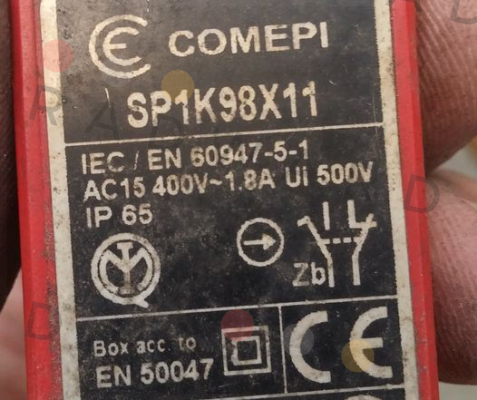 COMEPI
SP1K98X11
IEC / EN 60947-5-1
AC15 400V~1.8A Ui 500V
IP 65
Zb
Box acc. to
EN 50047
CE